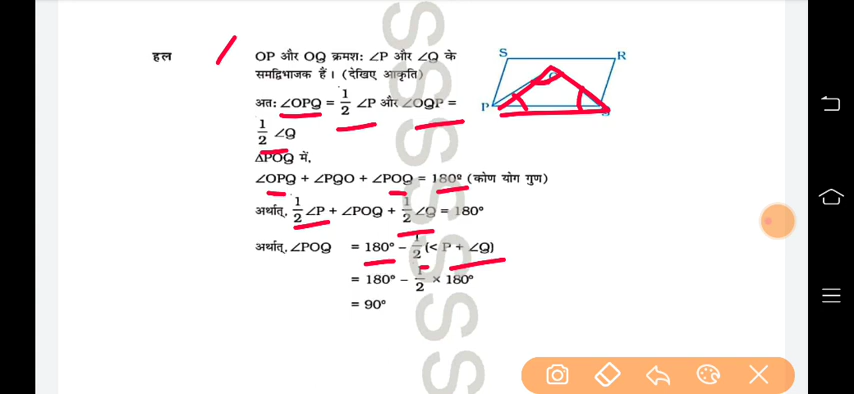 हल
OP और OQ क्रमश: ∠P और ∠Q के
समद्विभाजक हैं। (देखिए आकृति)
अत: ∠OPQ = 1/2 ∠P और ∠OQP =
1/2 ∠Q
ΔPOQ में,
∠OPQ + ∠PQO + ∠POQ = 180° (कोण योग गुण)
अर्थात्, 1/2 ∠P + ∠POQ + 1/2 ∠Q = 180°
अर्थात्, ∠POQ = 180° – 1/2 (< P + ∠Q)
= 180° – 1/2 × 180°
= 90°
S R
P
S S S S S S